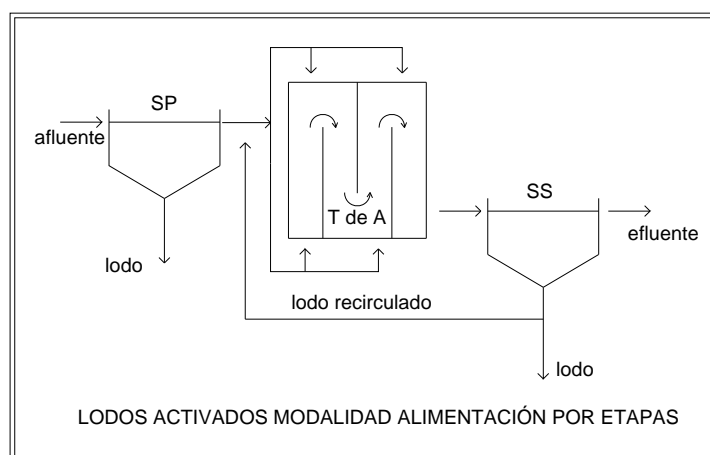 SP
afluente
T de A
SS
efluente
lodo
lodo recirculado
lodo
LODOS ACTIVADOS MODALIDAD ALIMENTACIÓN POR ETAPAS